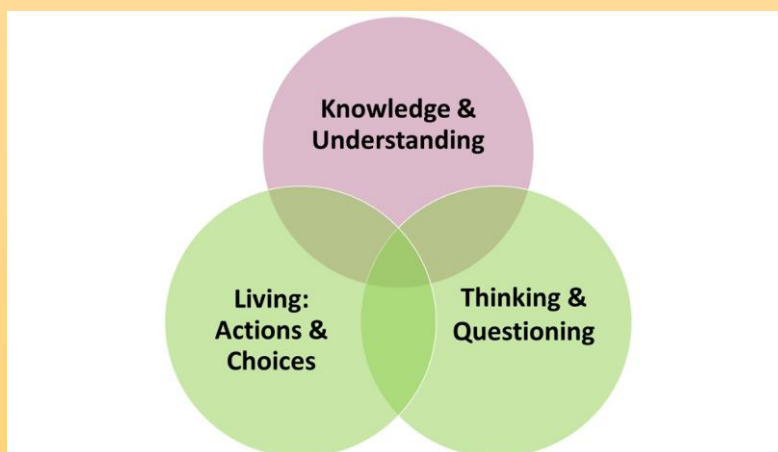 Knowledge &
Understanding
Living:
Actions &
Choices
Thinking &
Questioning